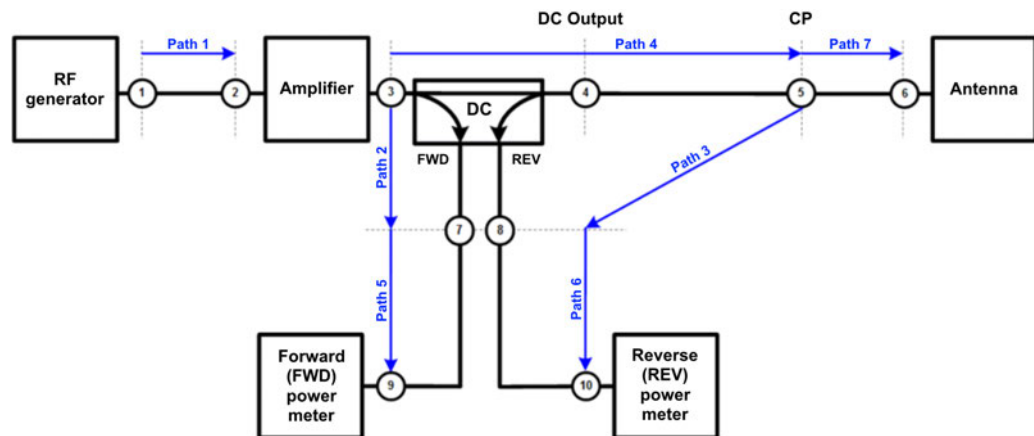 DC Output
CP
Path 1
Path 4
Path 7
RF
generator
1
2
Amplifier
3
DC
4
5
6
Antenna
FWD
REV
Path 2
Path 3
7
8
Path 5
Path 6
Forward
(FWD)
power
meter
9
10
Reverse
(REV)
power
meter